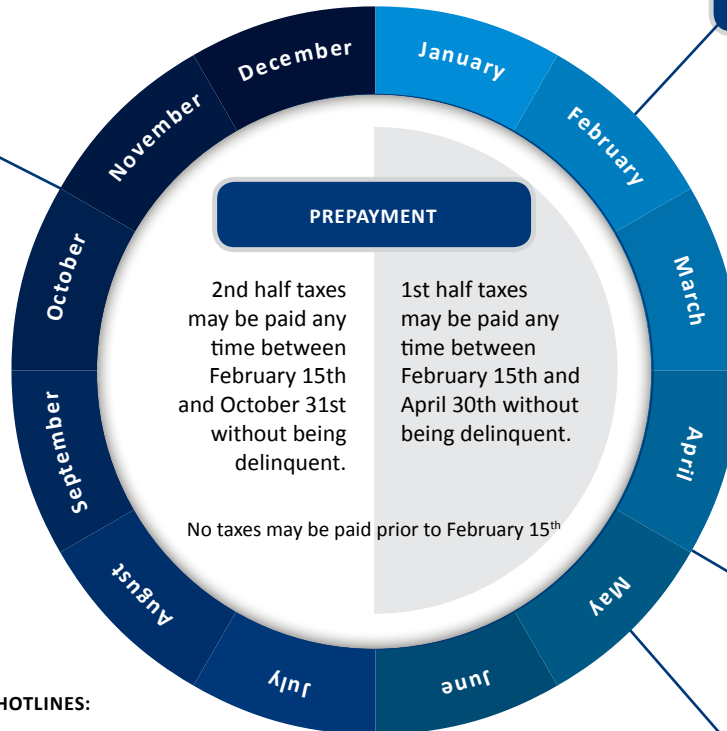 December
January
November
February
October
March
September
April
August
May
July
June
PREPAYMENT
2nd half taxes
may be paid any
time between
February 15th
and October 31st
without being
delinquent.
1st half taxes
may be paid any
time between
February 15th and
April 30th without
being delinquent.
No taxes may be paid prior to February 15th
HOTLINES: